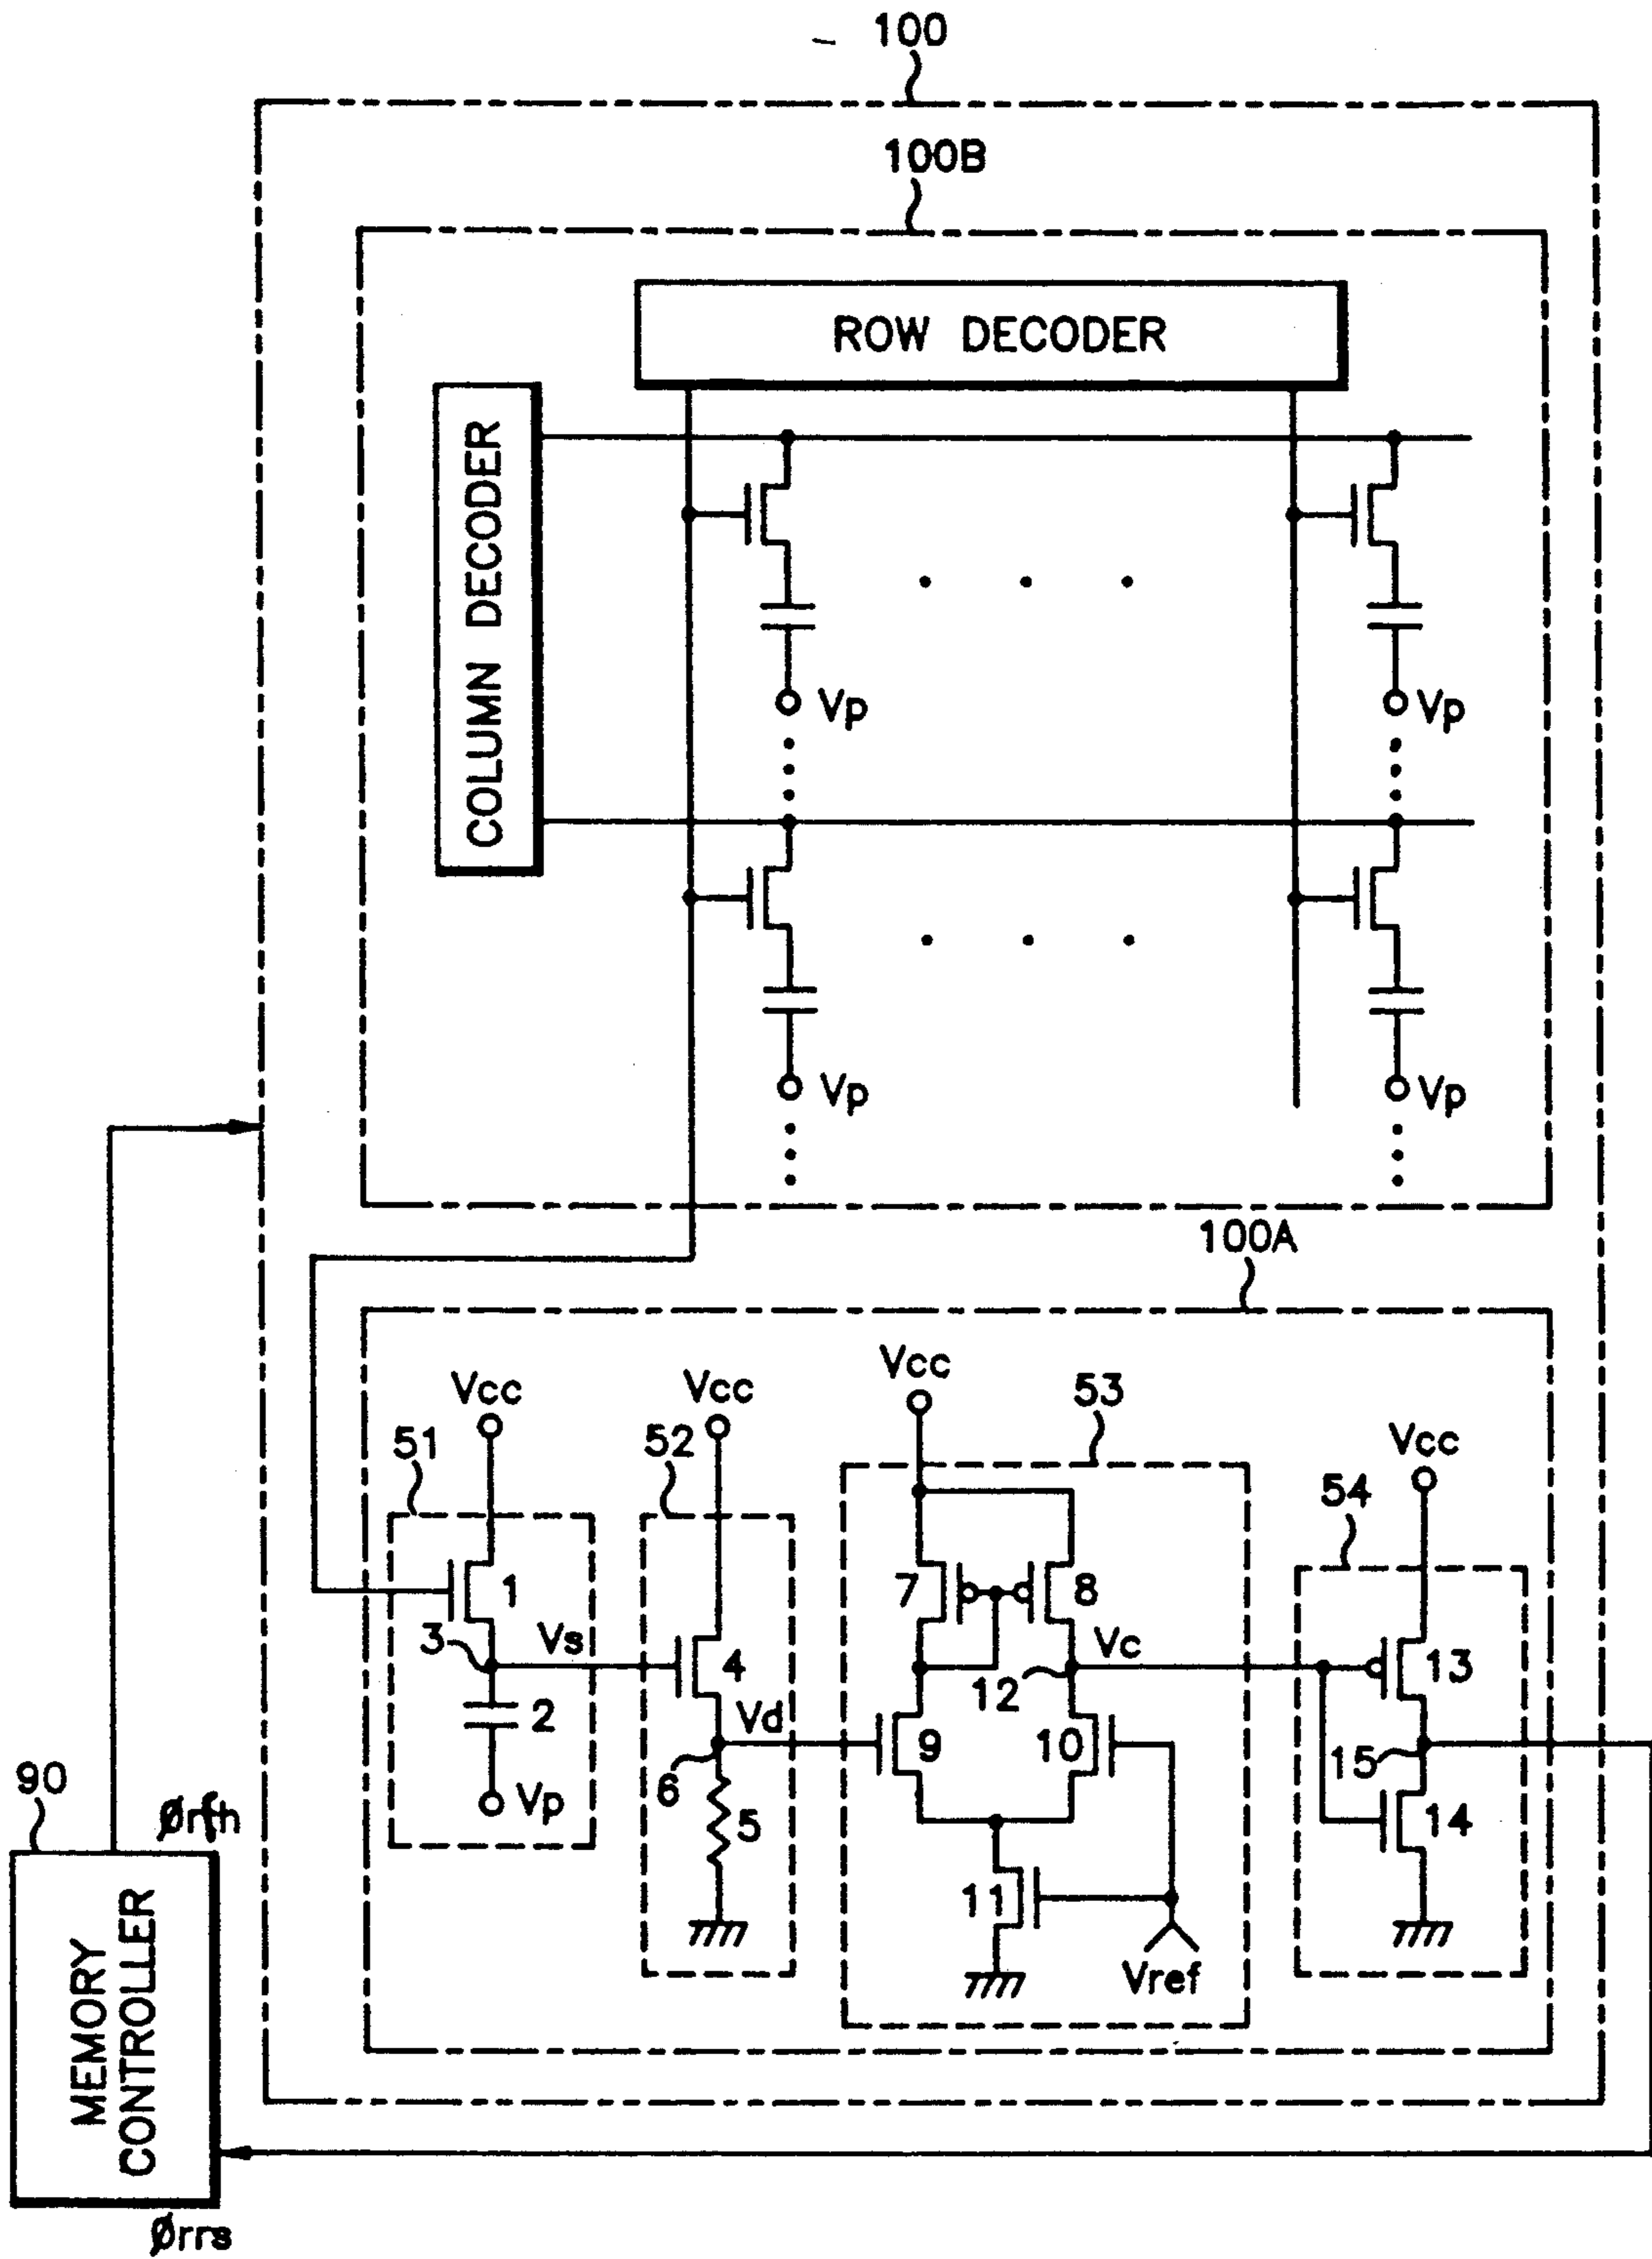 100
100B
ROW DECODER
COLUMN DECODER
Vp
Vp
Vp
Vp
100A
Vcc
Vcc
Vcc
Vcc
51
52
53
54
1
3
Vs
2
Vp
4
Vd
6
5
7
8
Vc
12
9
10
11
Vref
13
15
14
90
Ørfh
MEMORY
CONTROLLER
Ørrs